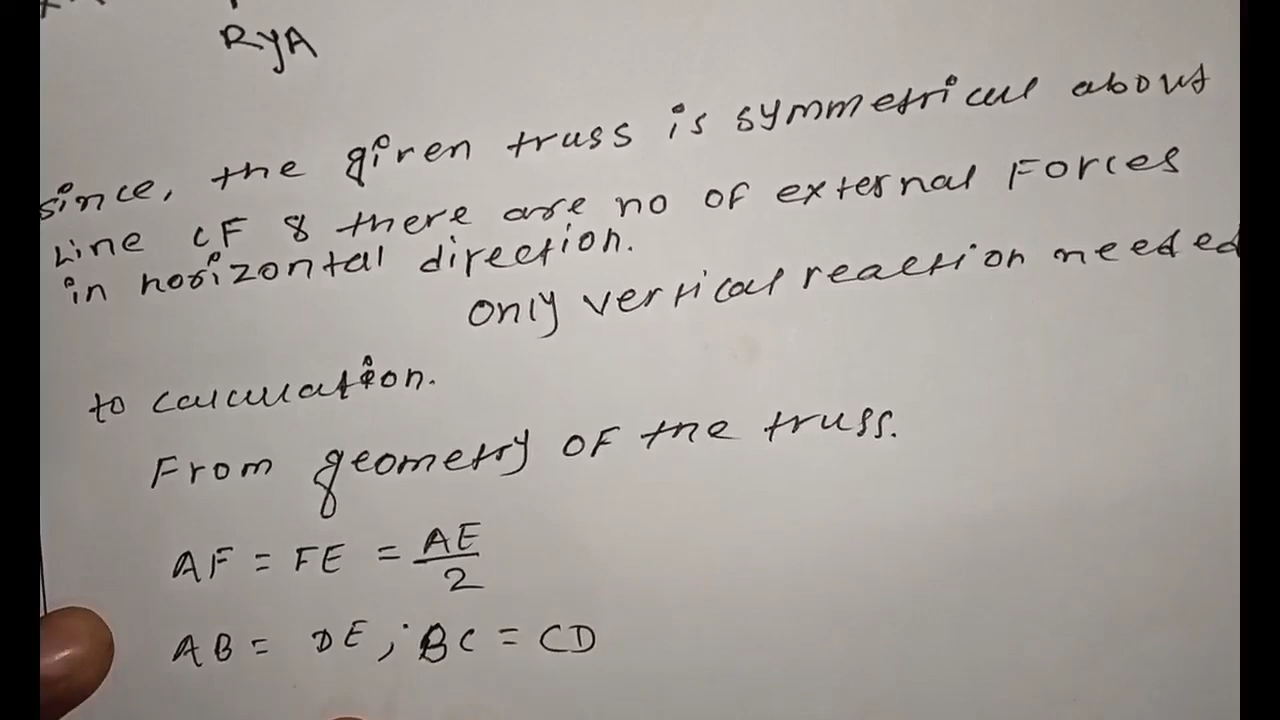 RyA
since, the given truss is symmetrical about
Line CF & there are no of external Forces
in horizontal direction.
only vertical reaction needed
to calculation.
From geometry of the truss.
AF = FE = AE/2
AB = DE ; BC = CD